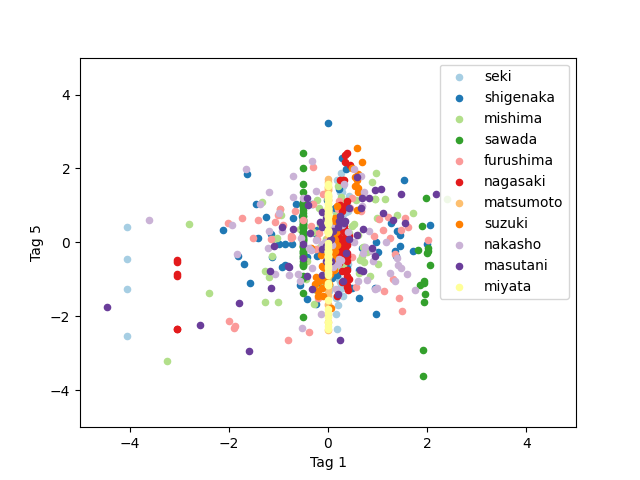 seki
shigenaka
mishima
sawada
furushima
nagasaki
matsumoto
suzuki
nakasho
masutani
miyata
4
2
0
−2
−4
Tag 5
−4 −2 0 2 4
Tag 1